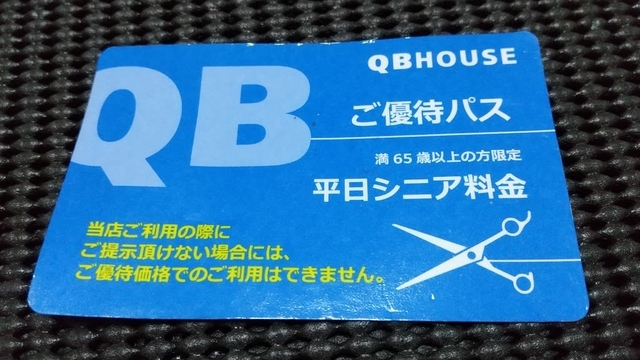 QB
QBHOUSE
ご優待パス
満65歳以上の方限定
平日シニア料金
当店ご利用の際に
ご提示頂けない場合には、
ご優待価格でのご利用はできません。